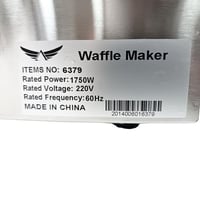 Waffle Maker
ITEMS NO: 6379
Rated Power: 1750W
Rated Voltage: 220V
Rated Frequency:60Hz
MADE IN CHINA
2014006016379